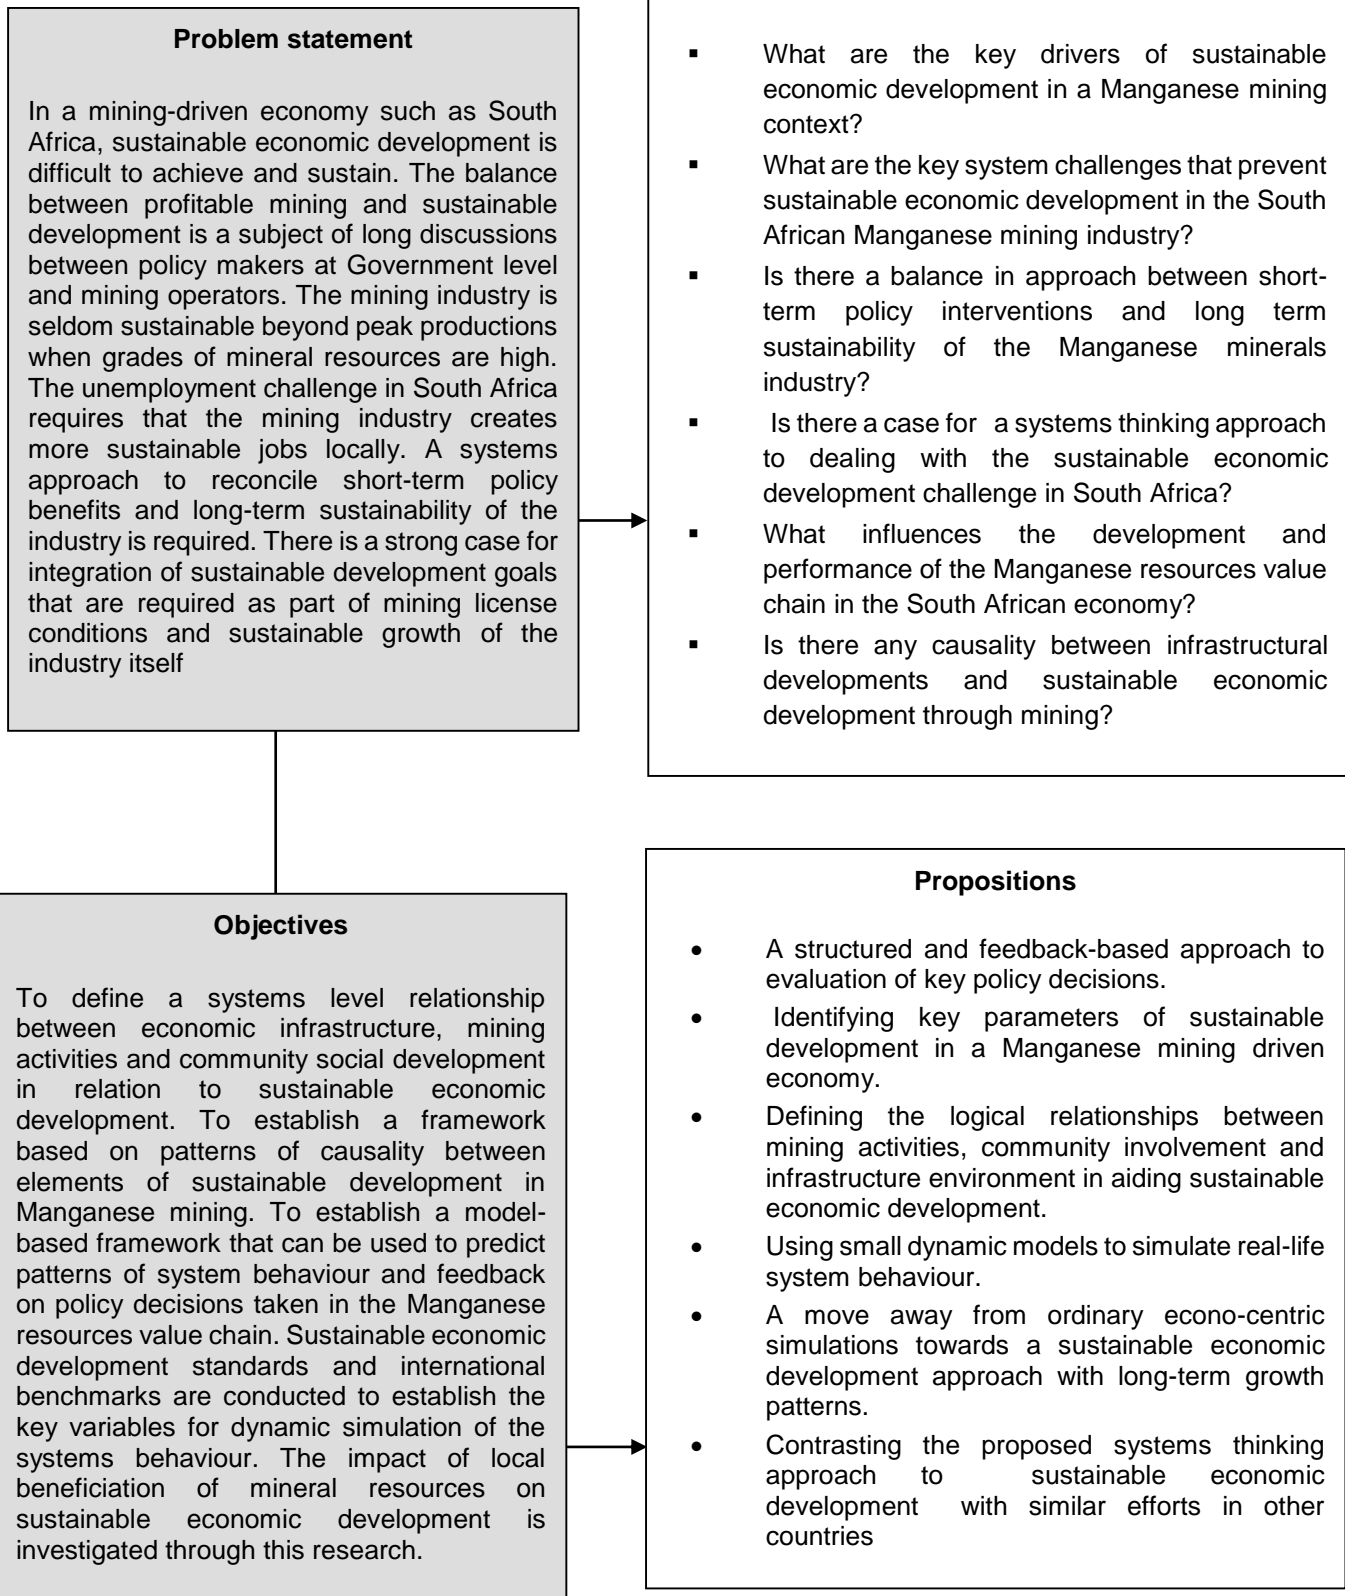 Problem statement
In a mining-driven economy such as South
Africa, sustainable economic development is
difficult to achieve and sustain. The balance
between profitable mining and sustainable
development is a subject of long discussions
between policy makers at Government level
and mining operators. The mining industry is
seldom sustainable beyond peak productions
when grades of mineral resources are high.
The unemployment challenge in South Africa
requires that the mining industry creates
more sustainable jobs locally. A systems
approach to reconcile short-term policy
benefits and long-term sustainability of the
industry is required. There is a strong case for
integration of sustainable development goals
that are required as part of mining license
conditions and sustainable growth of the
industry itself
▪ What are the key drivers of sustainable
economic development in a Manganese mining
context?
▪ What are the key system challenges that prevent
sustainable economic development in the South
African Manganese mining industry?
▪ Is there a balance in approach between short-
term policy interventions and long term
sustainability of the Manganese minerals
industry?
▪ Is there a case for a systems thinking approach
to dealing with the sustainable economic
development challenge in South Africa?
▪ What influences the development and
performance of the Manganese resources value
chain in the South African economy?
▪ Is there any causality between infrastructural
developments and sustainable economic
development through mining?
Objectives
To define a systems level relationship
between economic infrastructure, mining
activities and community social development
in relation to sustainable economic
development. To establish a framework
based on patterns of causality between
elements of sustainable development in
Manganese mining. To establish a model-
based framework that can be used to predict
patterns of system behaviour and feedback
on policy decisions taken in the Manganese
resources value chain. Sustainable economic
development standards and international
benchmarks are conducted to establish the
key variables for dynamic simulation of the
systems behaviour. The impact of local
beneficiation of mineral resources on
sustainable economic development is
investigated through this research.
Propositions
• A structured and feedback-based approach to
evaluation of key policy decisions.
• Identifying key parameters of sustainable
development in a Manganese mining driven
economy.
• Defining the logical relationships between
mining activities, community involvement and
infrastructure environment in aiding sustainable
economic development.
• Using small dynamic models to simulate real-life
system behaviour.
• A move away from ordinary econo-centric
simulations towards a sustainable economic
development approach with long-term growth
patterns.
• Contrasting the proposed systems thinking
approach to sustainable economic
development with similar efforts in other
countries